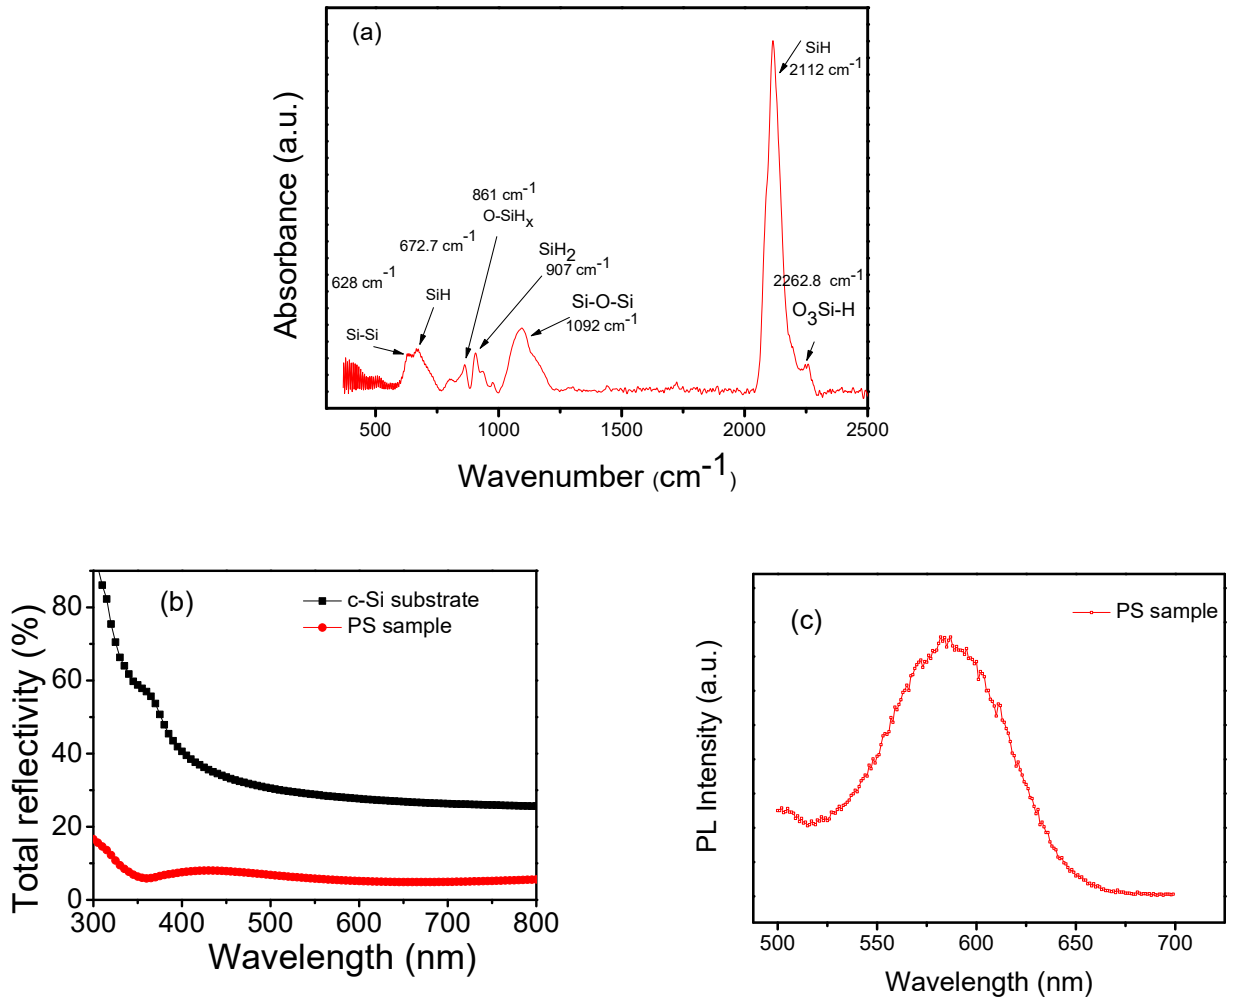 (a)
SiH
2112 cm-1
861 cm-1
O-SiHx
672.7 cm-1
SiH2
907 cm-1
628 cm-1
SiH
Si-O-Si
1092 cm-1
2262.8 cm-1
O3Si-H
Si-Si
Absorbance (a.u.)
500 1000 1500 2000 2500
Wavenumber (cm-1)
(b)
c-Si substrate
PS sample
80
60
40
20
0
Total reflectivity (%)
300 400 500 600 700 800
Wavelength (nm)
(c)
PS sample
PL Intensity (a.u.)
500 550 600 650 700
Wavelength (nm)